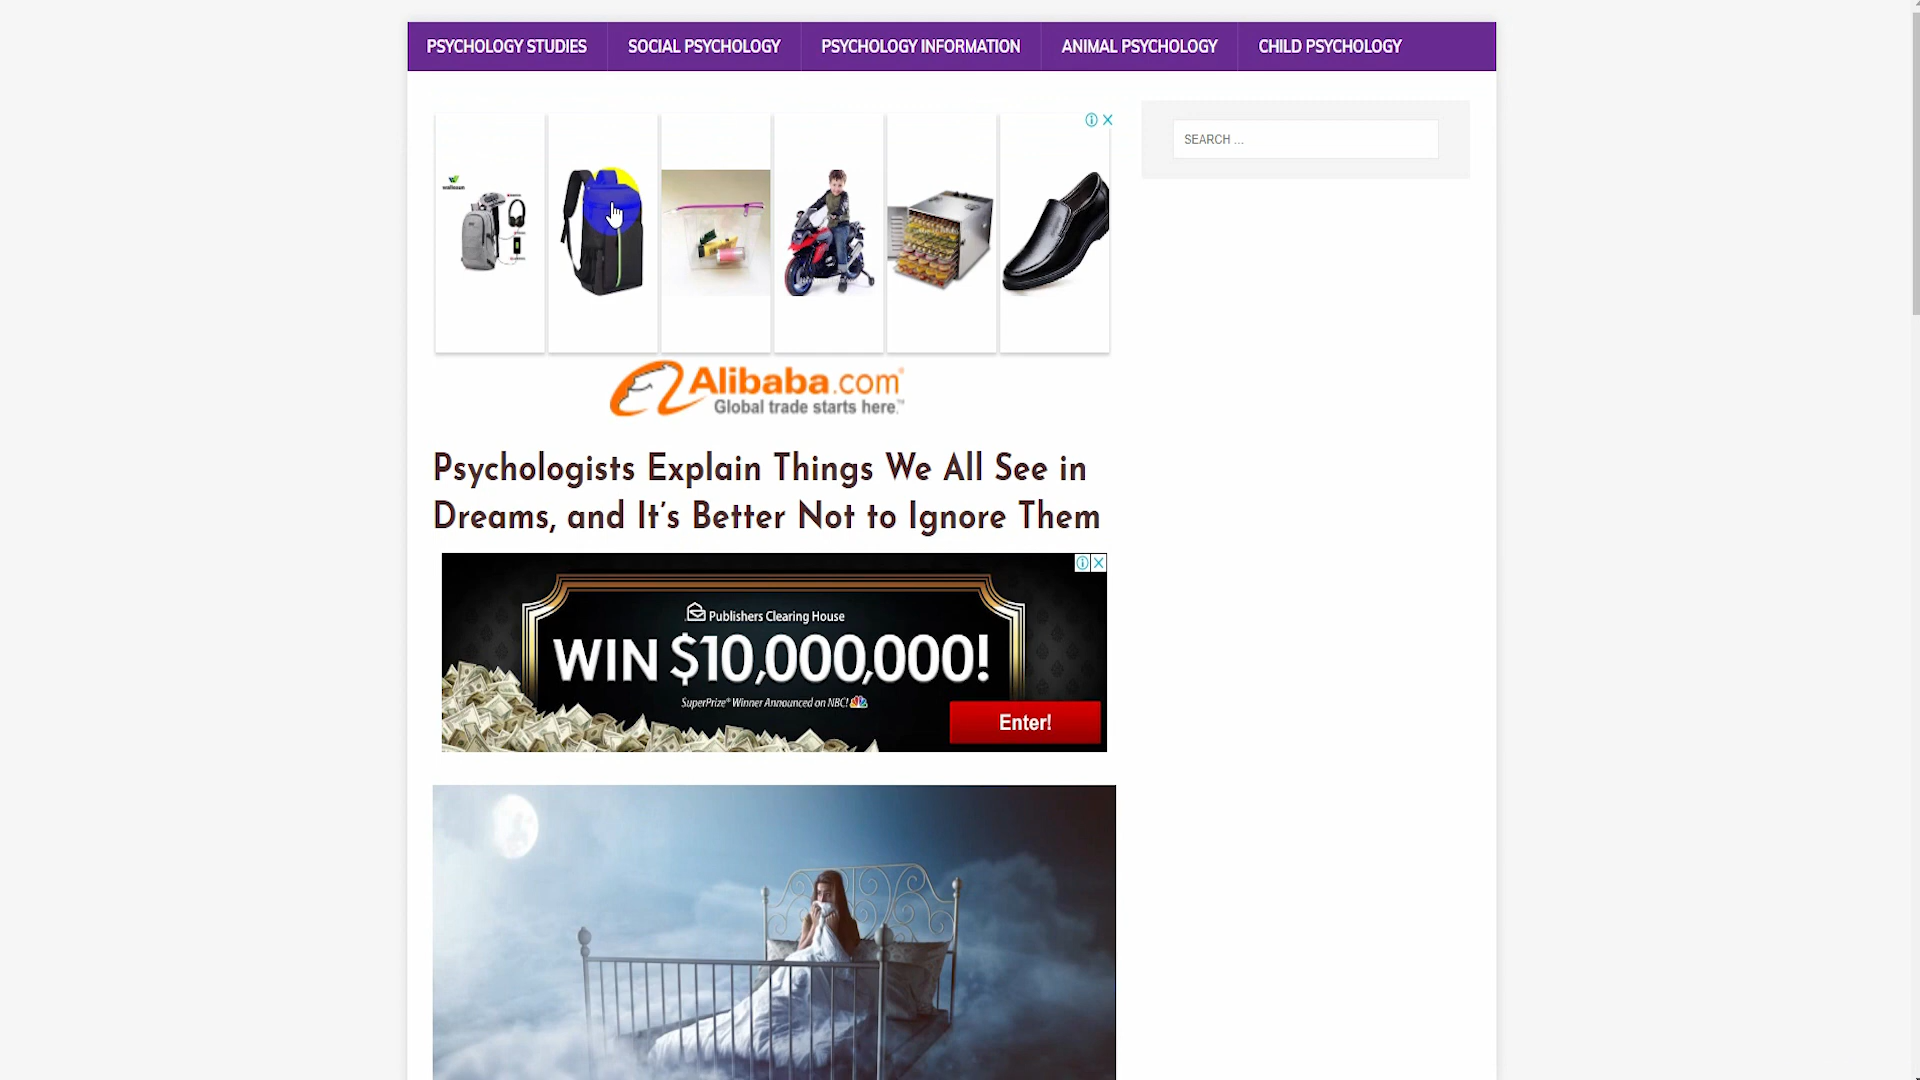 PSYCHOLOGY STUDIES
SOCIAL PSYCHOLOGY
PSYCHOLOGY INFORMATION
ANIMAL PSYCHOLOGY
CHILD PSYCHOLOGY
SEARCH ...
Alibaba.com®
Global trade starts here.™
Psychologists Explain Things We All See in
Dreams, and It's Better Not to Ignore Them
Publishers Clearing House
WIN $10,000,000!
SuperPrize® Winner Announced on NBC!
Enter!